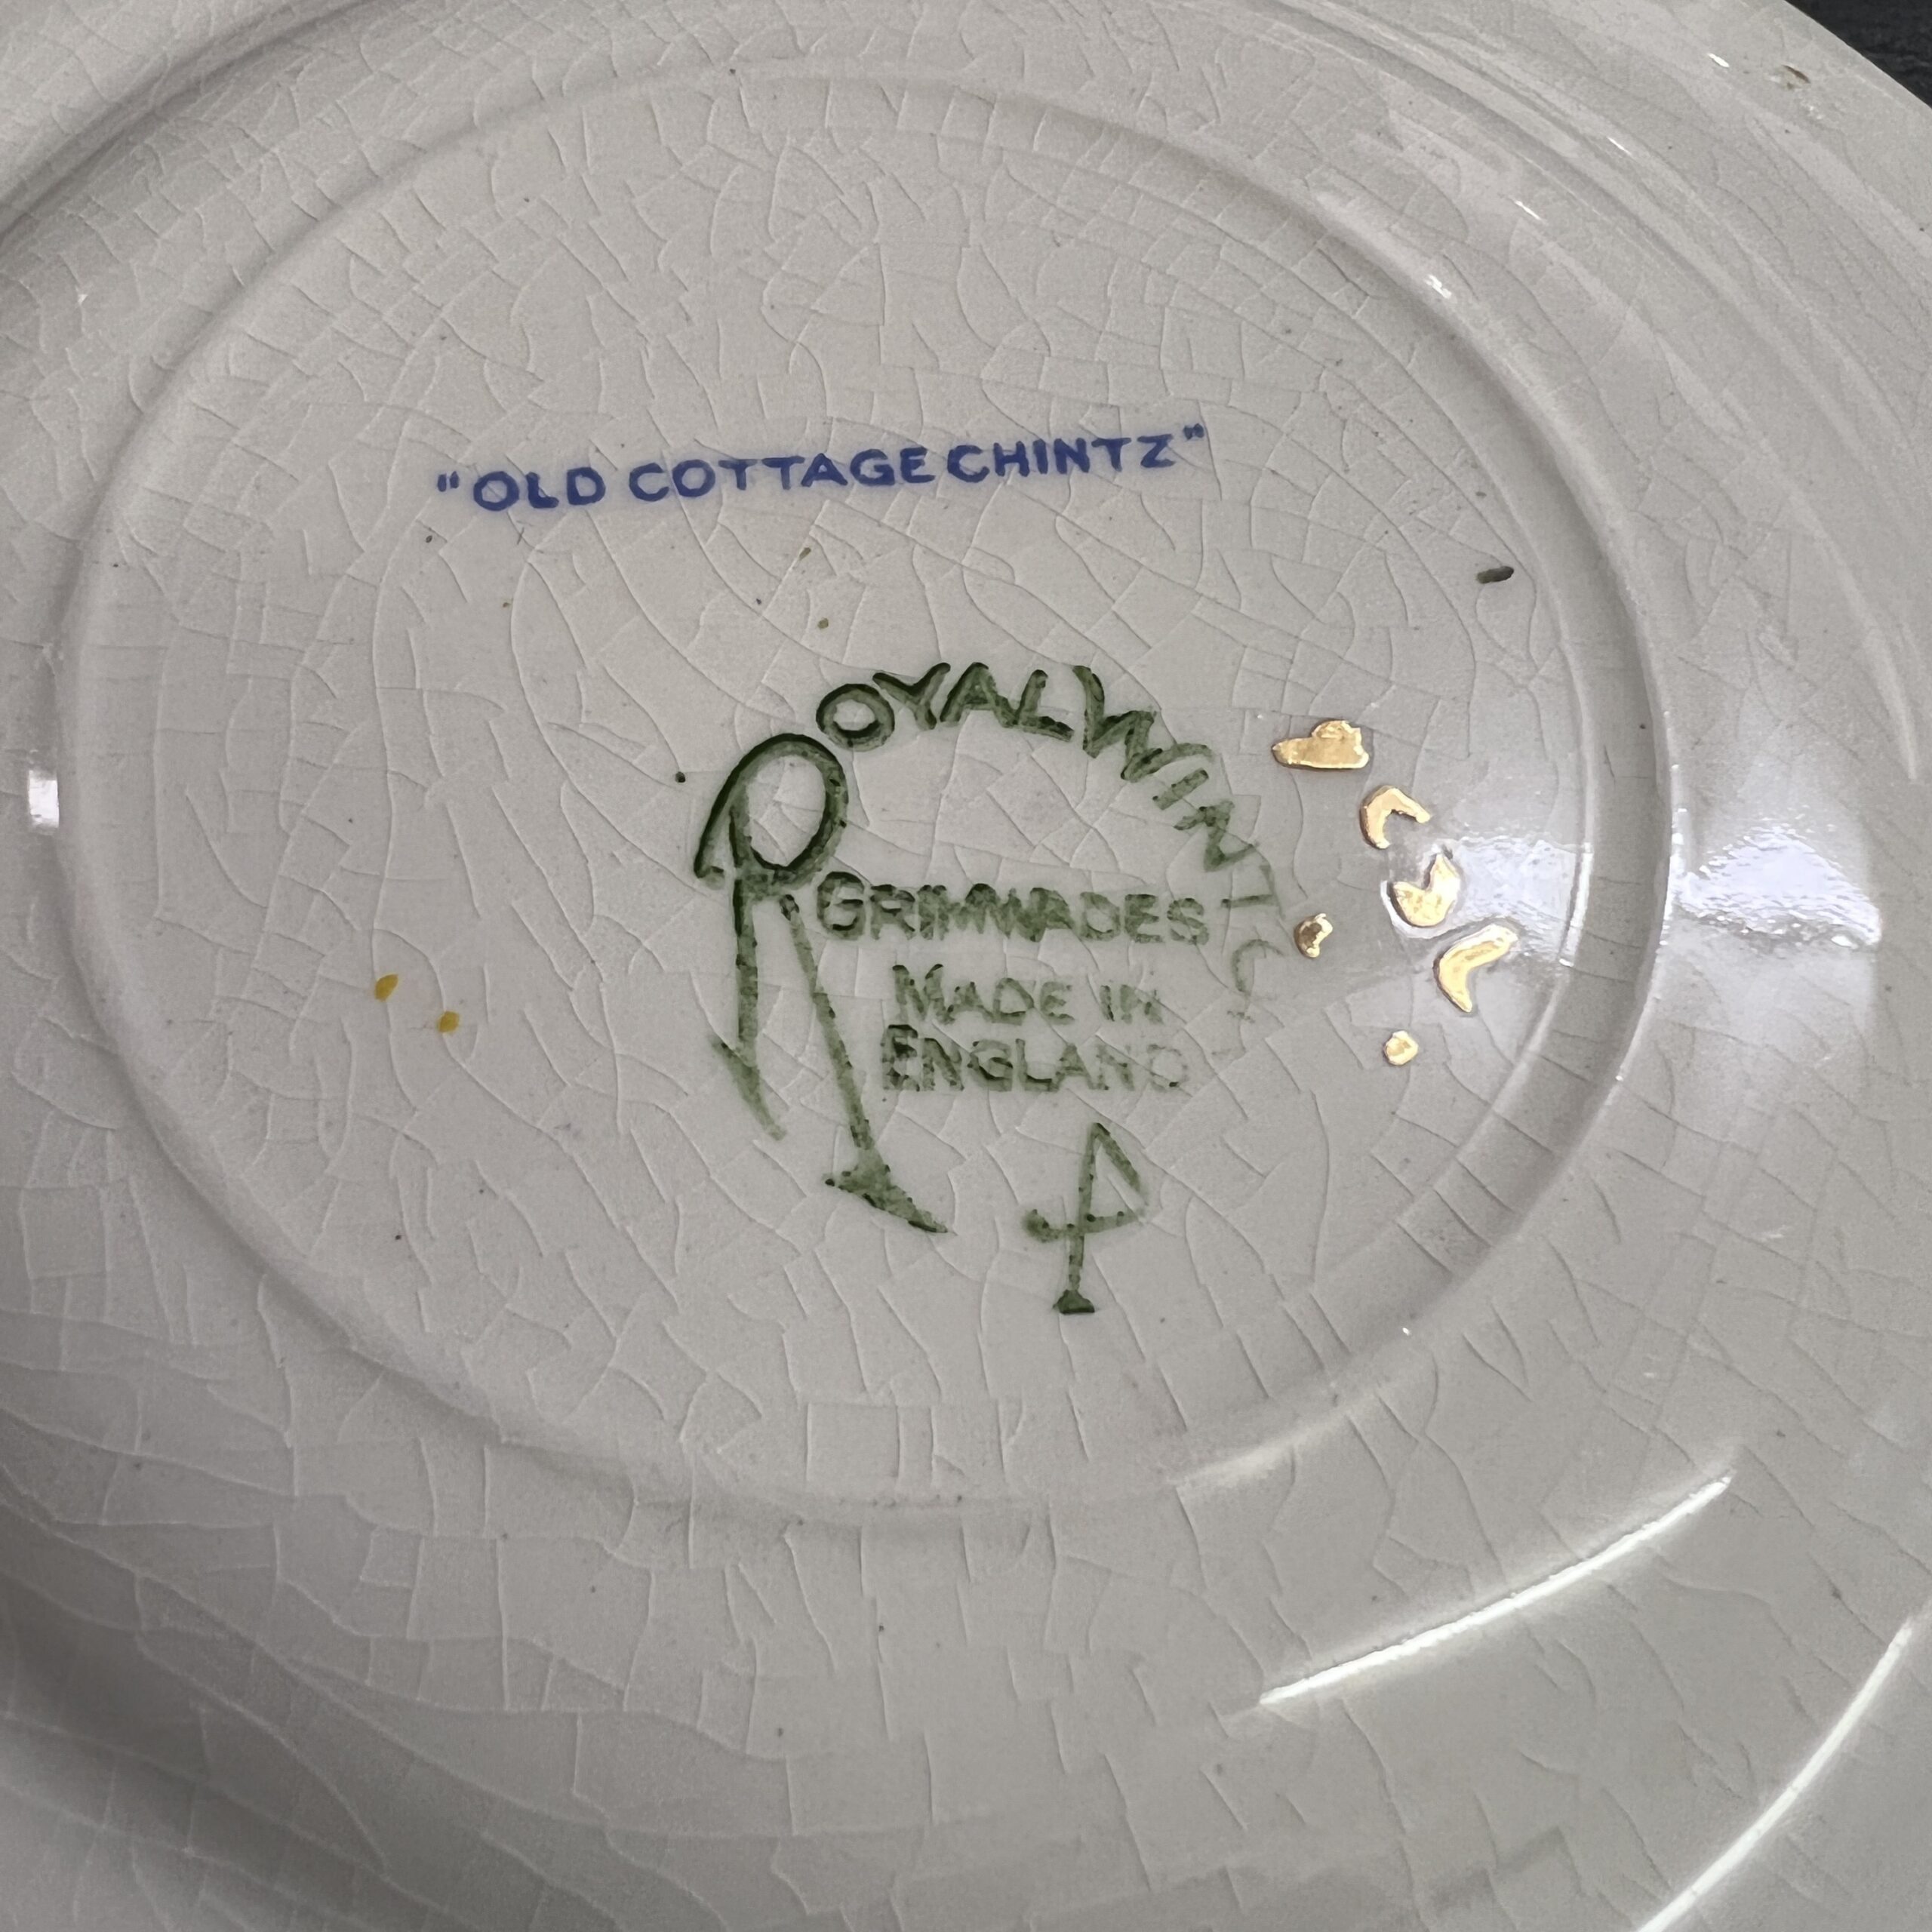 "OLD COTTAGE CHINTZ"
ROYAL WINTON
GRIMWADES
MADE IN
ENGLAND
A